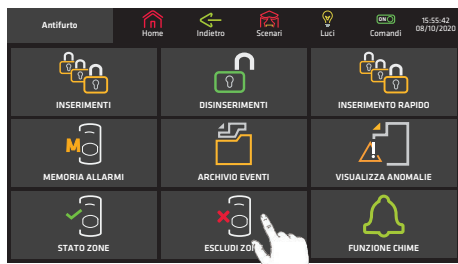 Antifurto
Home
Indietro
Scenari
Luci
ON
Comandi
15:55:42
08/10/2020
INSERIMENTI
DISINSERIMENTI
INSERIMENTO RAPIDO
M
MEMORIA ALLARMI
ARCHIVIO EVENTI
VISUALIZZA ANOMALIE
STATO ZONE
ESCLUDI ZO
FUNZIONE CHIME